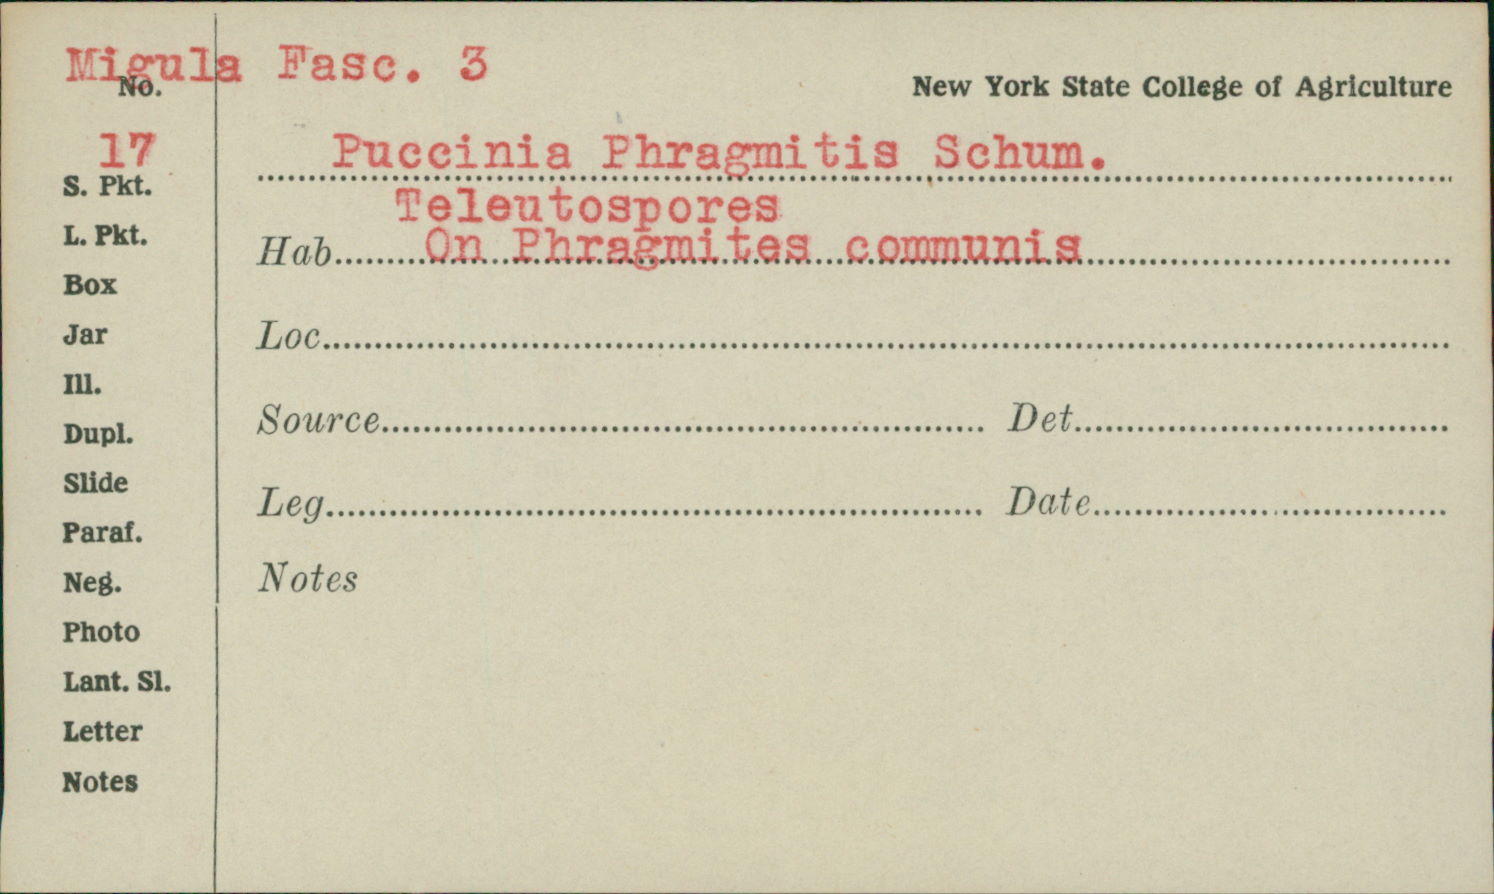 Migula Fasc. 3
No.
New York State College of Agriculture
17
Puccinia Phragmitis Schum.
S. Pkt.
Teleutospores
L. Pkt.
Hab. On Phragmites communis
Box
Jar
Loc.
Ill.
Dupl.
Source Det.
Slide
Leg. Date
Paraf.
Neg.
Notes
Photo
Lant. Sl.
Letter
Notes